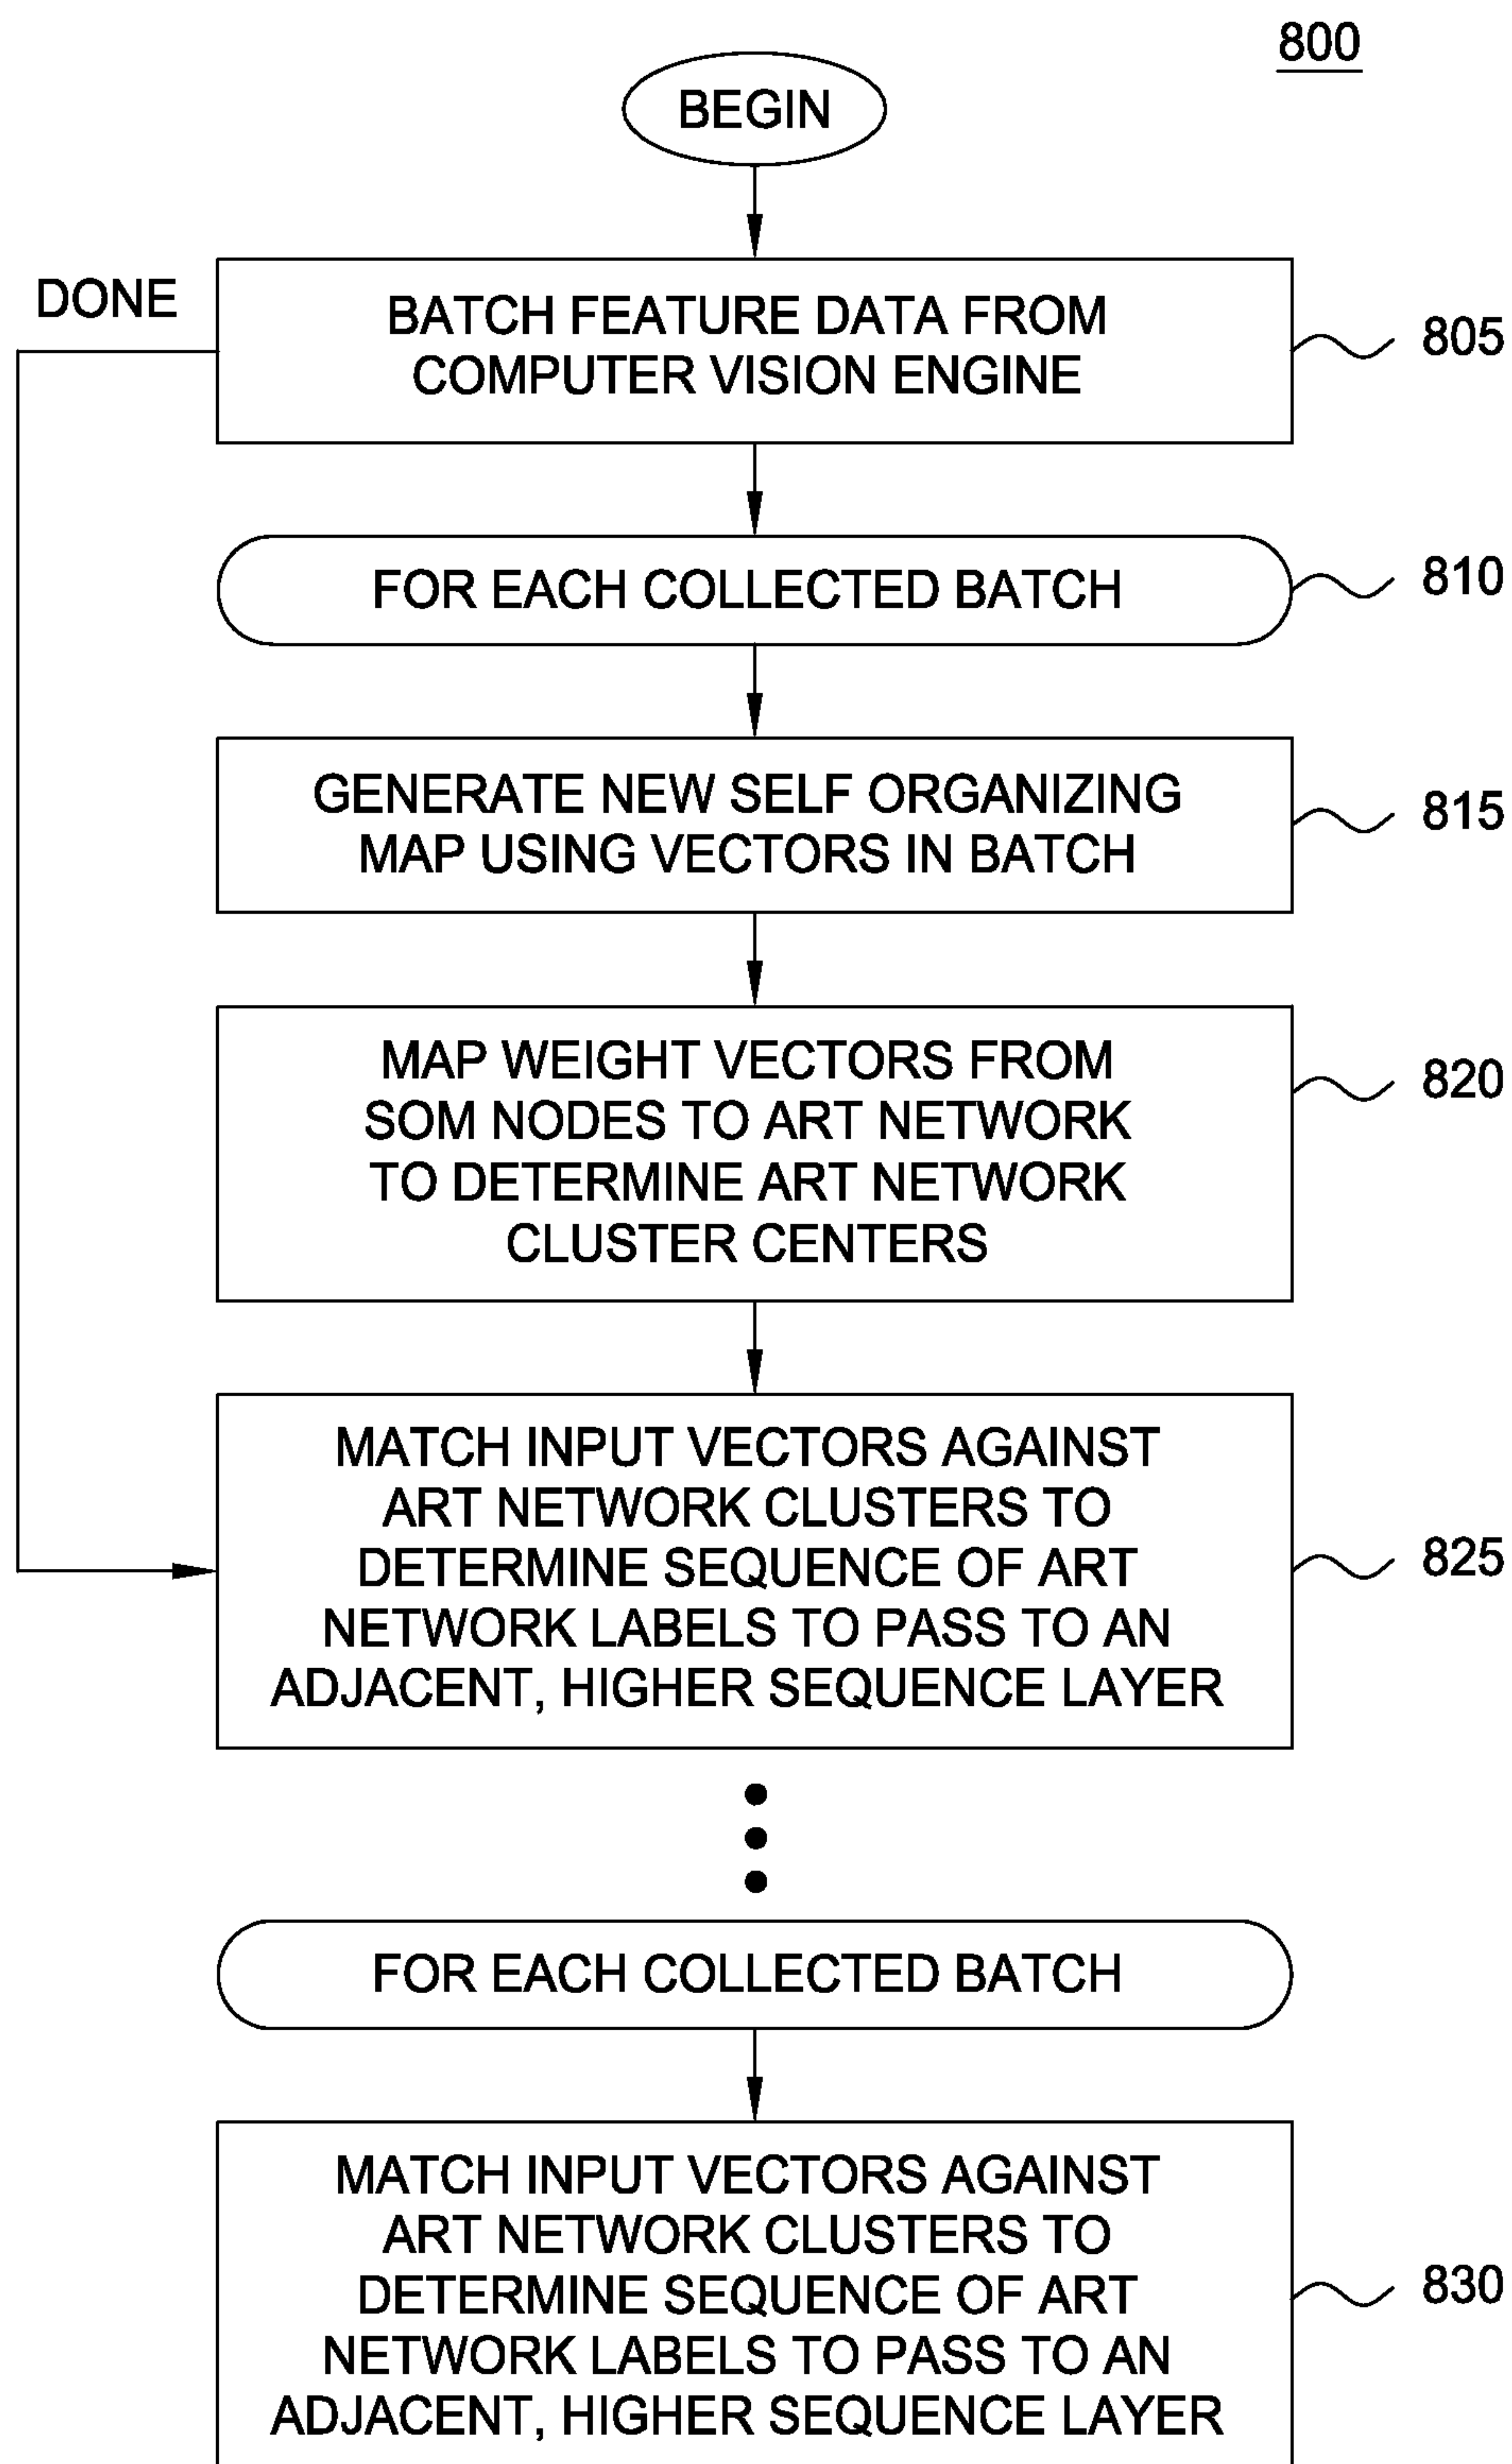 800
BEGIN
DONE
BATCH FEATURE DATA FROM
COMPUTER VISION ENGINE
805
FOR EACH COLLECTED BATCH
810
GENERATE NEW SELF ORGANIZING
MAP USING VECTORS IN BATCH
815
MAP WEIGHT VECTORS FROM
SOM NODES TO ART NETWORK
TO DETERMINE ART NETWORK
CLUSTER CENTERS
820
MATCH INPUT VECTORS AGAINST
ART NETWORK CLUSTERS TO
DETERMINE SEQUENCE OF ART
NETWORK LABELS TO PASS TO AN
ADJACENT, HIGHER SEQUENCE LAYER
825
FOR EACH COLLECTED BATCH
MATCH INPUT VECTORS AGAINST
ART NETWORK CLUSTERS TO
DETERMINE SEQUENCE OF ART
NETWORK LABELS TO PASS TO AN
ADJACENT, HIGHER SEQUENCE LAYER
830